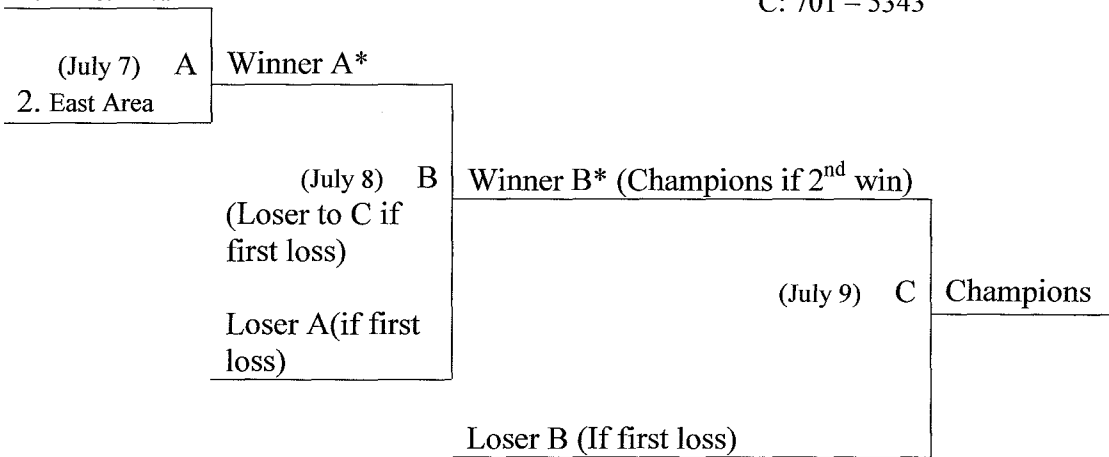 C: 701 – 5343
(July 7) A Winner A*
2. East Area
(July 8) B Winner B* (Champions if 2nd win)
(Loser to C if
first loss)
(July 9) C Champions
Loser A(if first
loss)
Loser B (If first loss)